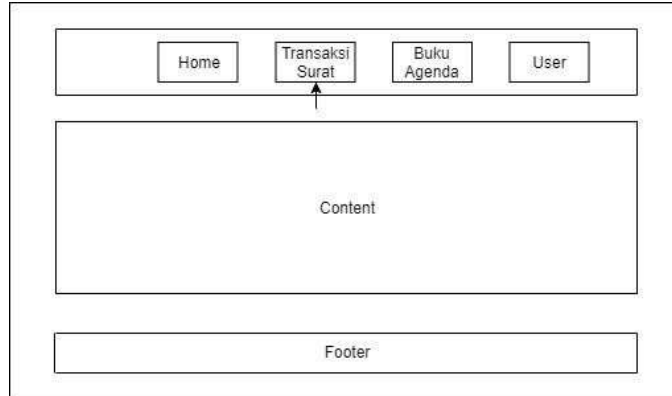 Home
Transaksi
Surat
Buku
Agenda
User
Content
Footer